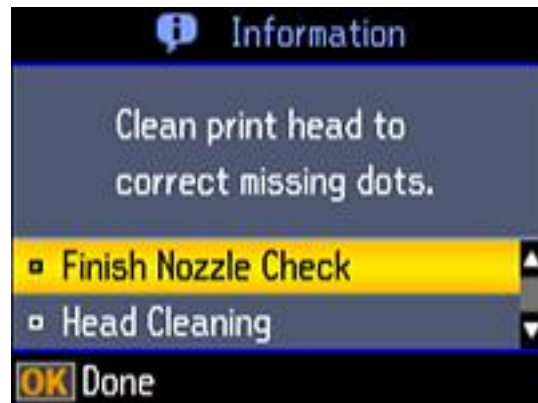 Information
Clean print head to
correct missing dots.
Finish Nozzle Check
Head Cleaning
OK Done